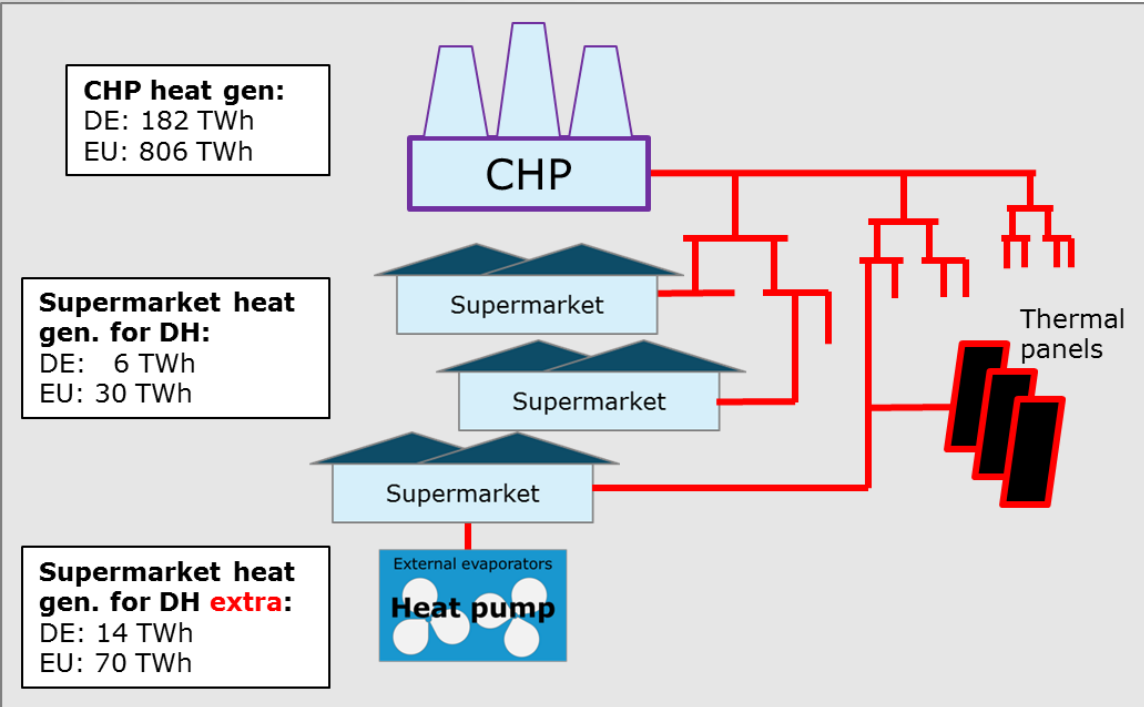 CHP heat gen:
DE: 182 TWh
EU: 806 TWh
CHP
Supermarket heat
gen. for DH:
DE:   6 TWh
EU: 30 TWh
Supermarket
Supermarket
Supermarket
Thermal
panels
Supermarket heat
gen. for DH extra:
DE: 14 TWh
EU: 70 TWh
External evaporators
Heat pump